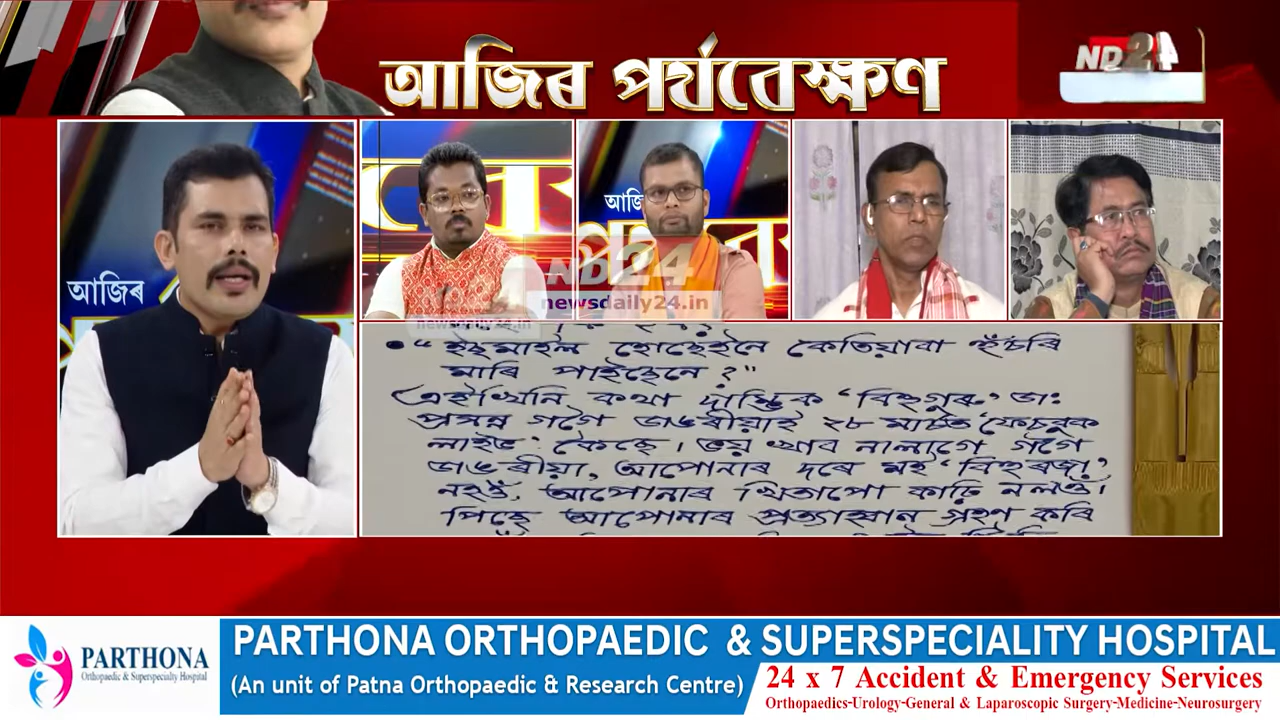 আজিৰ পৰ্যবেক্ষণ
ND24
আজিৰ
আজি
ND24
newsdaily24.in
newsdaily24.in
• “ইছমাইল হোছেইনে কেতিয়াবা হুঁচৰি
মাৰি পাইছেনে ?”
এইখিনি কথা দাম্ভিক ‘বিহুগুৰু’ ডাঃ
প্ৰসন্ন গগৈ ডাঙৰীয়াই ২৮ মাৰ্চত ‘ফেচবুক
লাইভ’ কৈছে । ভয় খাব নালাগে গগৈ
ডাঙৰীয়া, আপোনাৰ দৰে মই ‘বিহুৰজা’
নহওঁ, আপোনাৰ খিতাপো কাঢ়ি নলওঁ।
পিছে আপোনাৰ প্ৰত্যাহ্বান গ্ৰহণ কৰি
PARTHONA
Orthopaedic & Superspecialty Hospital
PARTHONA ORTHOPAEDIC & SUPERSPECIALITY HOSPITAL
(An unit of Patna Orthopaedic & Research Centre)
24 x 7 Accident & Emergency Services
Orthopaedics-Urology-General & Laparoscopic Surgery-Medicine-Neurosurgery